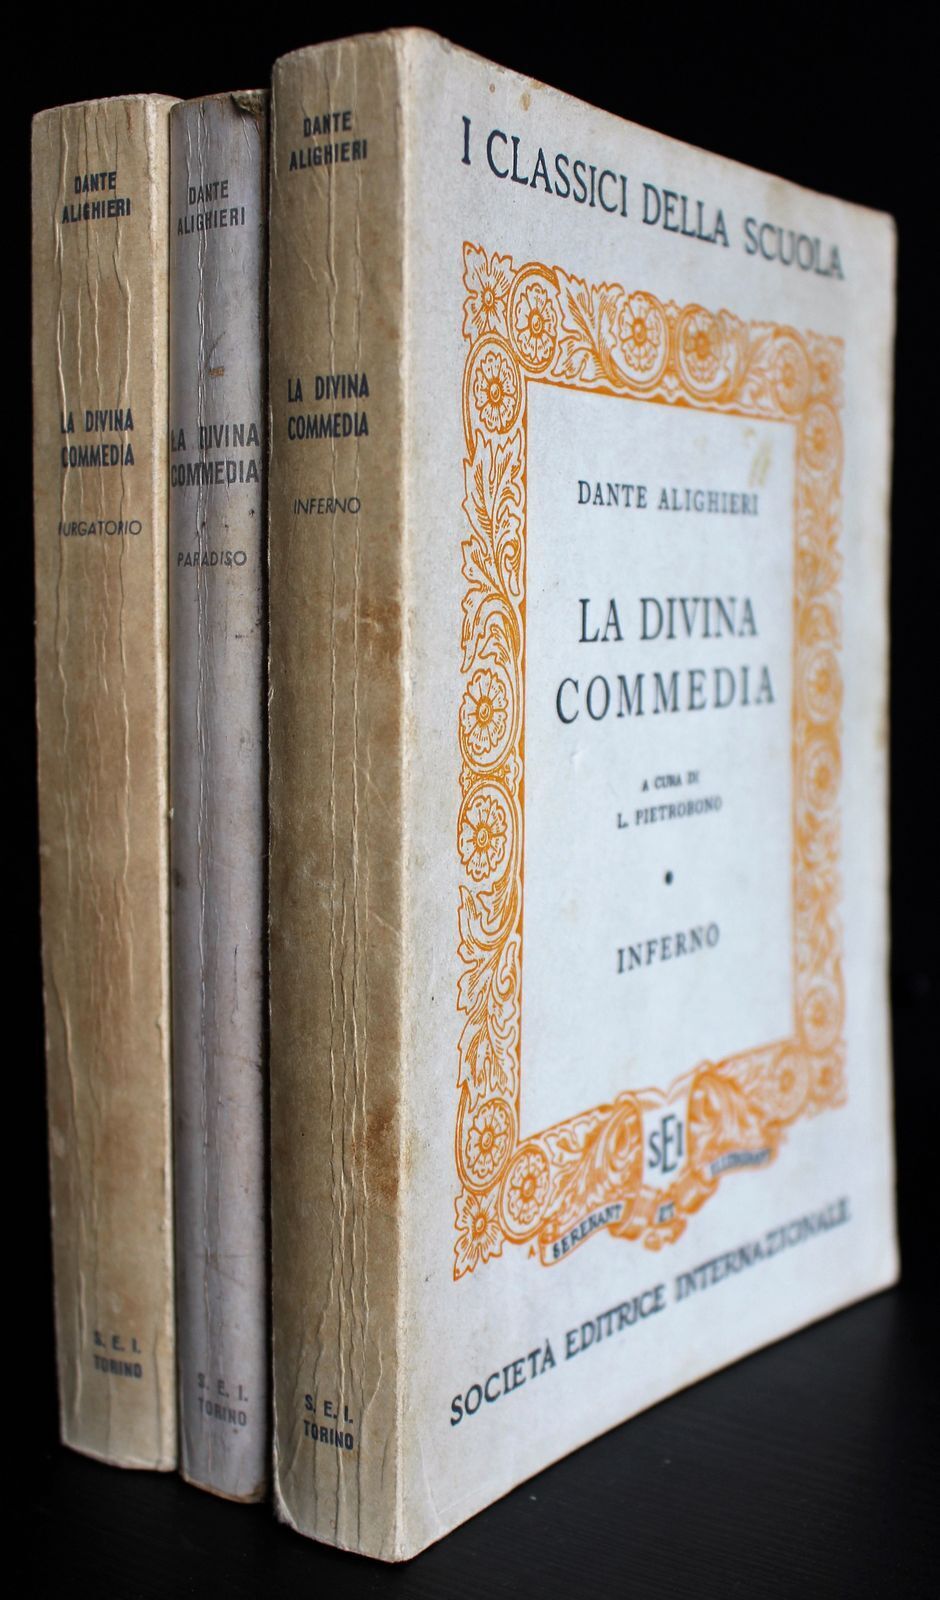 DANTE
ALIGHIERI
LA DIVINA
COMMEDIA
PURGATORIO
S. E. I.
TORINO
DANTE
ALIGHIERI
LA DIVINA
COMMEDIA
PARADISO
S. E. I.
TORINO
DANTE
ALIGHIERI
LA DIVINA
COMMEDIA
INFERNO
S. E. I.
TORINO
I CLASSICI DELLA SCUOLA
DANTE ALIGHIERI
LA DIVINA
COMMEDIA
A CURA DI
L. PIETROBONO
•
INFERNO
SEI
SERENANT ET ILLUMINANT
SOCIETÀ EDITRICE INTERNAZIONALE